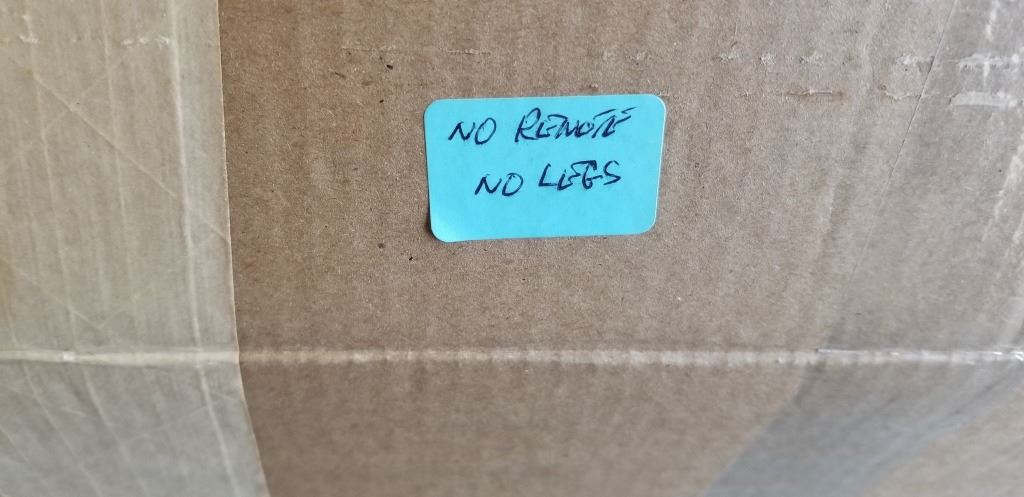 NO REMOTE
NO LEGS